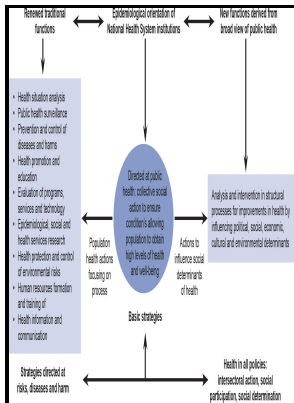 Renewed traditional
functions
Epidemiological orientation of
National Health System institutions
New functions derived from
broad view of public health
• Health situation analysis
• Public health surveillance
• Prevention and control of
diseases and harms
• Health promotion and
education
• Evaluation of programs,
services and technology
• Epidemiological, social and
health services research
• Health protection and control
of environmental risks
• Human resources formation
and training of
• Health information and
communication
Population
health actions
focusing on
process
Directed at public
health: collective social
action to ensure
conditions allowing
population to obtain
high levels of health
and well-being
Actions to
influence social
determinants
of health
Analysis and intervention in structural
processes for improvements in health by
influencing political, social, economic,
cultural and environmental determinants
Basic strategies
Strategies directed at
risks, diseases and harm
Health in all policies:
intersectoral action, social
participation, social determination